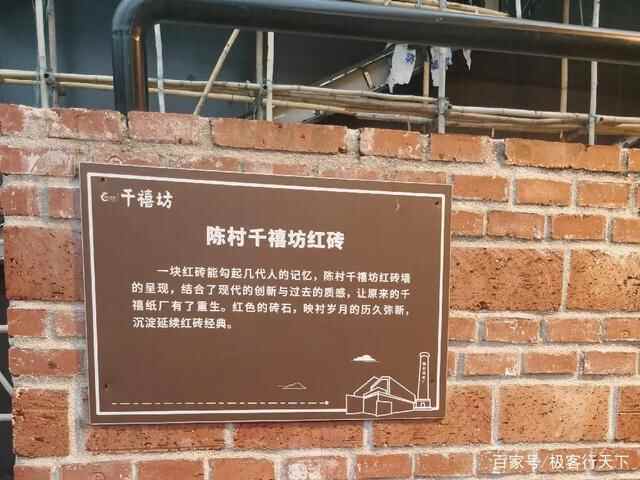 千禧坊
陈村千禧坊红砖
一块红砖能勾起几代人的记忆，陈村千禧坊红砖墙
的呈现，结合了现代的创新与过去的质感，让原来的千
禧纸厂有了重生。红色的砖石，映衬岁月的历久弥新，
沉淀延续红砖经典。
百家号/极客行天下